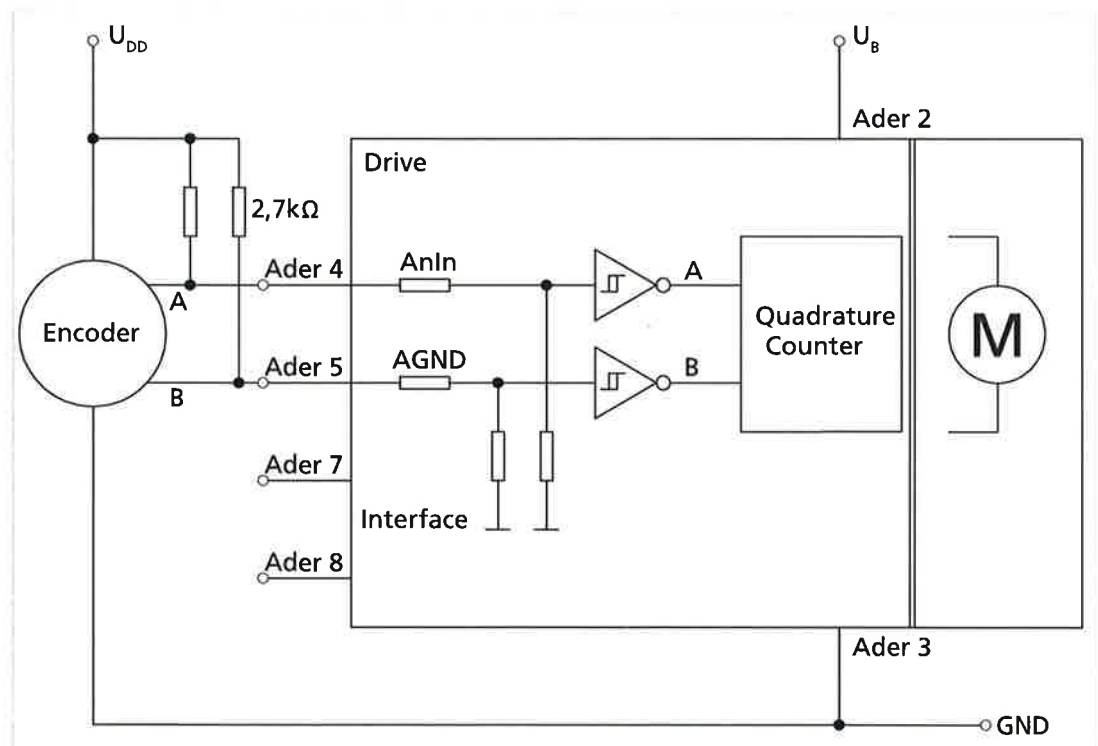 U_DD
U_B
Ader 2
Drive
2,7kΩ
Ader 4
AnIn
A
A
Quadrature
Counter
Encoder
M
Ader 5
AGND
B
B
Ader 7
Interface
Ader 8
Ader 3
GND